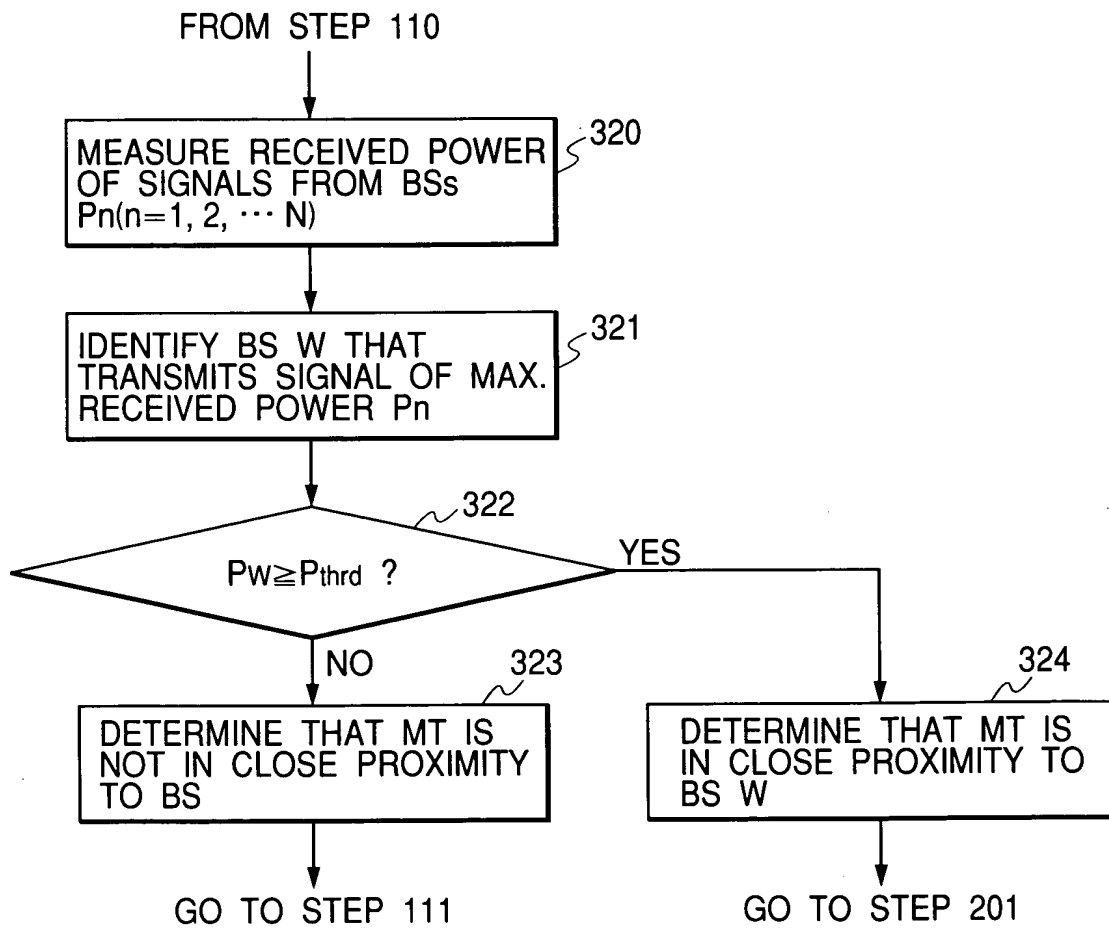 FROM STEP 110
320
MEASURE RECEIVED POWER
OF SIGNALS FROM BSs
Pn(n=1, 2, ··· N)
321
IDENTIFY BS W THAT
TRANSMITS SIGNAL OF MAX.
RECEIVED POWER Pn
322
PW≧Pthrd ?
YES
NO
323
DETERMINE THAT MT IS
NOT IN CLOSE PROXIMITY
TO BS
324
DETERMINE THAT MT IS
IN CLOSE PROXIMITY TO
BS W
GO TO STEP 111
GO TO STEP 201